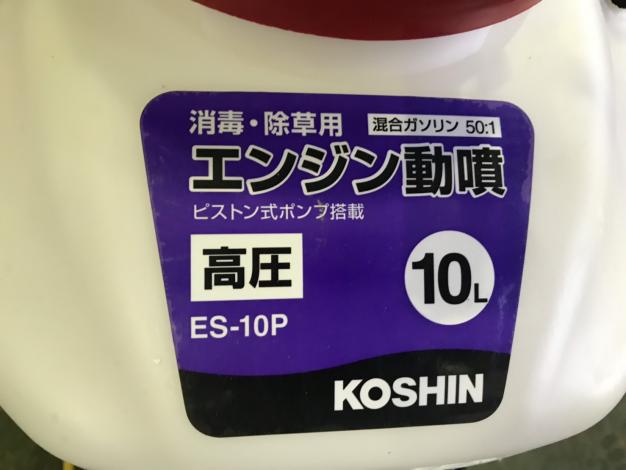 消毒・除草用 混合ガソリン 50:1
エンジン動噴
ピストン式ポンプ搭載
高圧 10L
ES-10P
KOSHIN